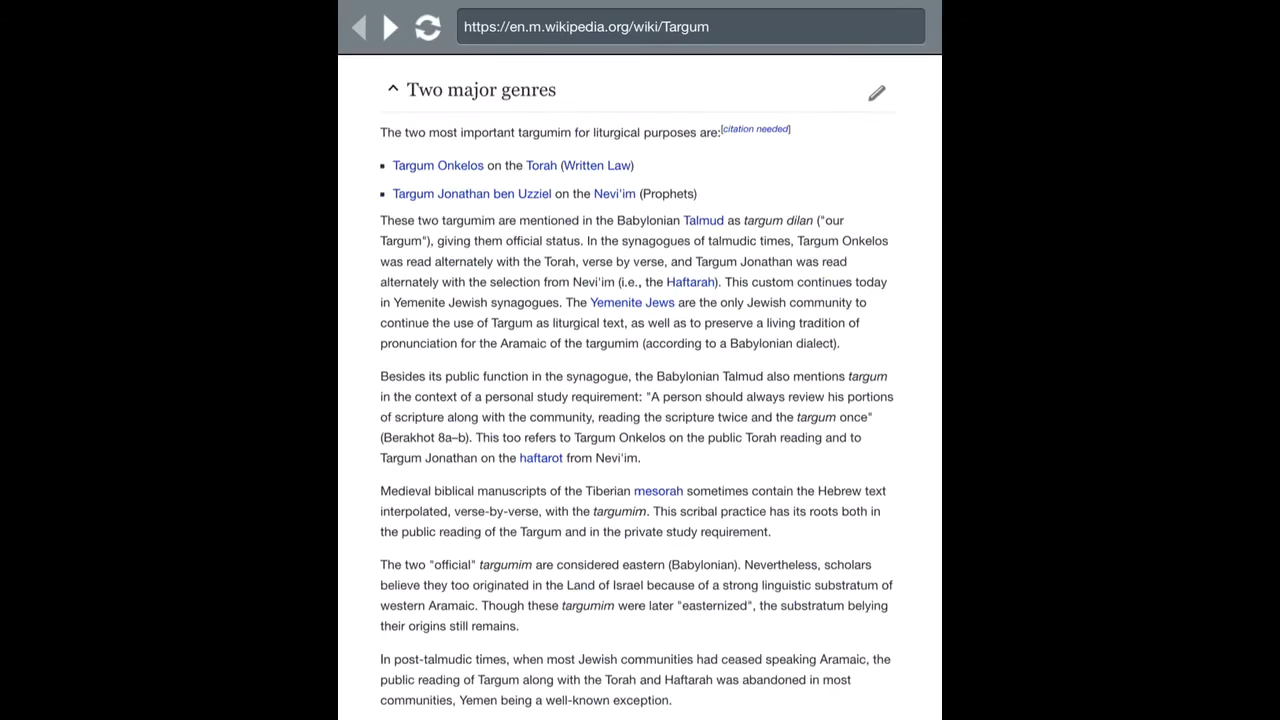 https://en.m.wikipedia.org/wiki/Targum
Two major genres
The two most important targumim for liturgical purposes are:[citation needed]
Targum Onkelos on the Torah (Written Law)
Targum Jonathan ben Uzziel on the Nevi'im (Prophets)
These two targumim are mentioned in the Babylonian Talmud as targum dilan ("our
Targum"), giving them official status. In the synagogues of talmudic times, Targum Onkelos
was read alternately with the Torah, verse by verse, and Targum Jonathan was read
alternately with the selection from Nevi'im (i.e., the Haftarah). This custom continues today
in Yemenite Jewish synagogues. The Yemenite Jews are the only Jewish community to
continue the use of Targum as liturgical text, as well as to preserve a living tradition of
pronunciation for the Aramaic of the targumim (according to a Babylonian dialect).
Besides its public function in the synagogue, the Babylonian Talmud also mentions targum
in the context of a personal study requirement: "A person should always review his portions
of scripture along with the community, reading the scripture twice and the targum once"
(Berakhot 8a–b). This too refers to Targum Onkelos on the public Torah reading and to
Targum Jonathan on the haftarot from Nevi'im.
Medieval biblical manuscripts of the Tiberian mesorah sometimes contain the Hebrew text
interpolated, verse-by-verse, with the targumim. This scribal practice has its roots both in
the public reading of the Targum and in the private study requirement.
The two "official" targumim are considered eastern (Babylonian). Nevertheless, scholars
believe they too originated in the Land of Israel because of a strong linguistic substratum of
western Aramaic. Though these targumim were later "easternized", the substratum belying
their origins still remains.
In post-talmudic times, when most Jewish communities had ceased speaking Aramaic, the
public reading of Targum along with the Torah and Haftarah was abandoned in most
communities, Yemen being a well-known exception.